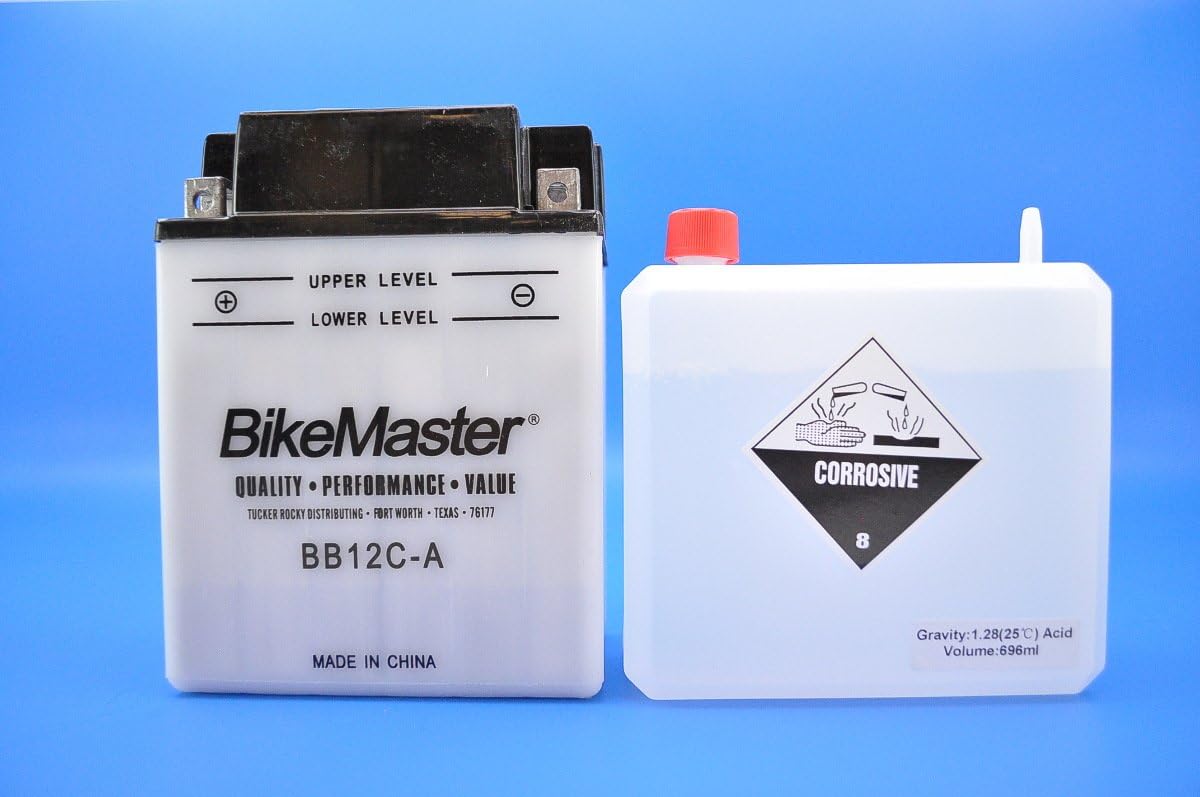 UPPER LEVEL
⊕ ⊖
LOWER LEVEL
BikeMaster®
QUALITY • PERFORMANCE • VALUE
TUCKER ROCKY DISTRIBUTING • FORT WORTH • TEXAS • 76177
BB12C-A
MADE IN CHINA
CORROSIVE
8
Gravity:1.28(25℃) Acid
Volume:696ml